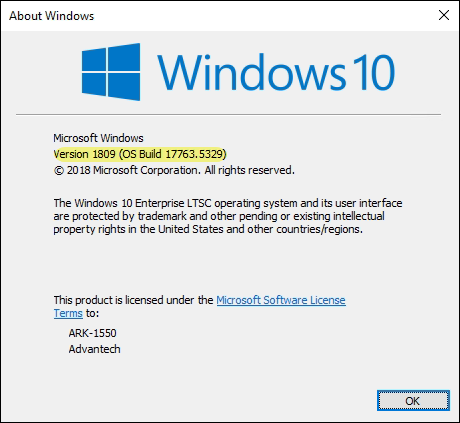 About Windows
Windows 10
Microsoft Windows
Version 1809 (OS Build 17763.5329)
© 2018 Microsoft Corporation. All rights reserved.
The Windows 10 Enterprise LTSC operating system and its user interface
are protected by trademark and other pending or existing intellectual
property rights in the United States and other countries/regions.
This product is licensed under the Microsoft Software License
Terms to:
ARK-1550
Advantech
OK